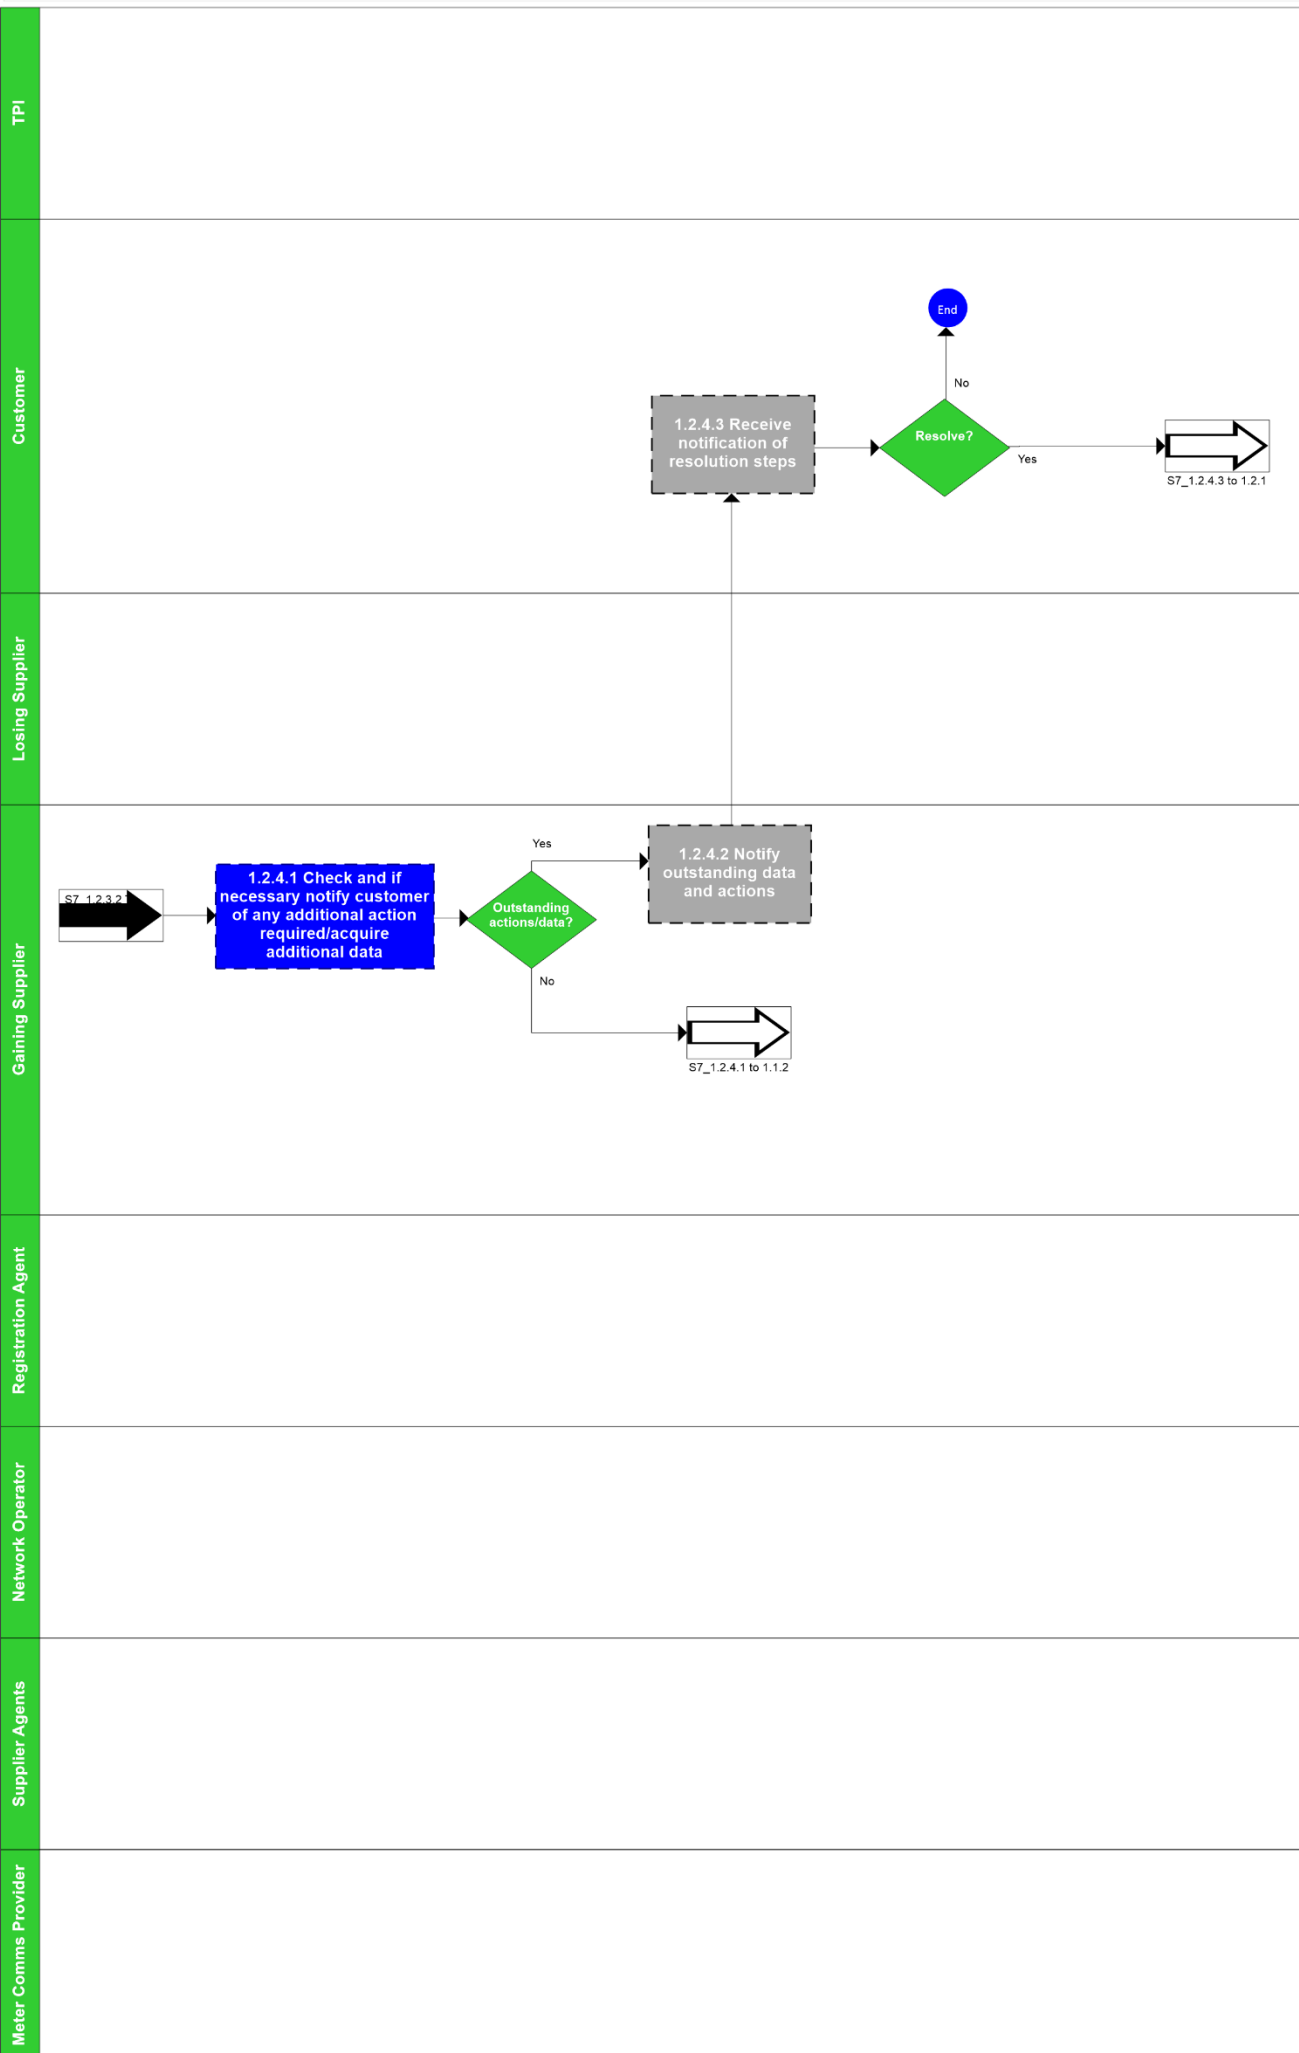 TPI
Customer
End
No
1.2.4.3 Receive
notification of
resolution steps
Resolve?
Yes
S7_1.2.4.3 to 1.2.1
Losing Supplier
Gaining Supplier
S7_1.2.3.2
1.2.4.1 Check and if
necessary notify customer
of any additional action
required/acquire
additional data
Outstanding
actions/data?
Yes
1.2.4.2 Notify
outstanding data
and actions
No
S7_1.2.4.1 to 1.1.2
Registration Agent
Network Operator
Supplier Agents
Meter Comms Provider